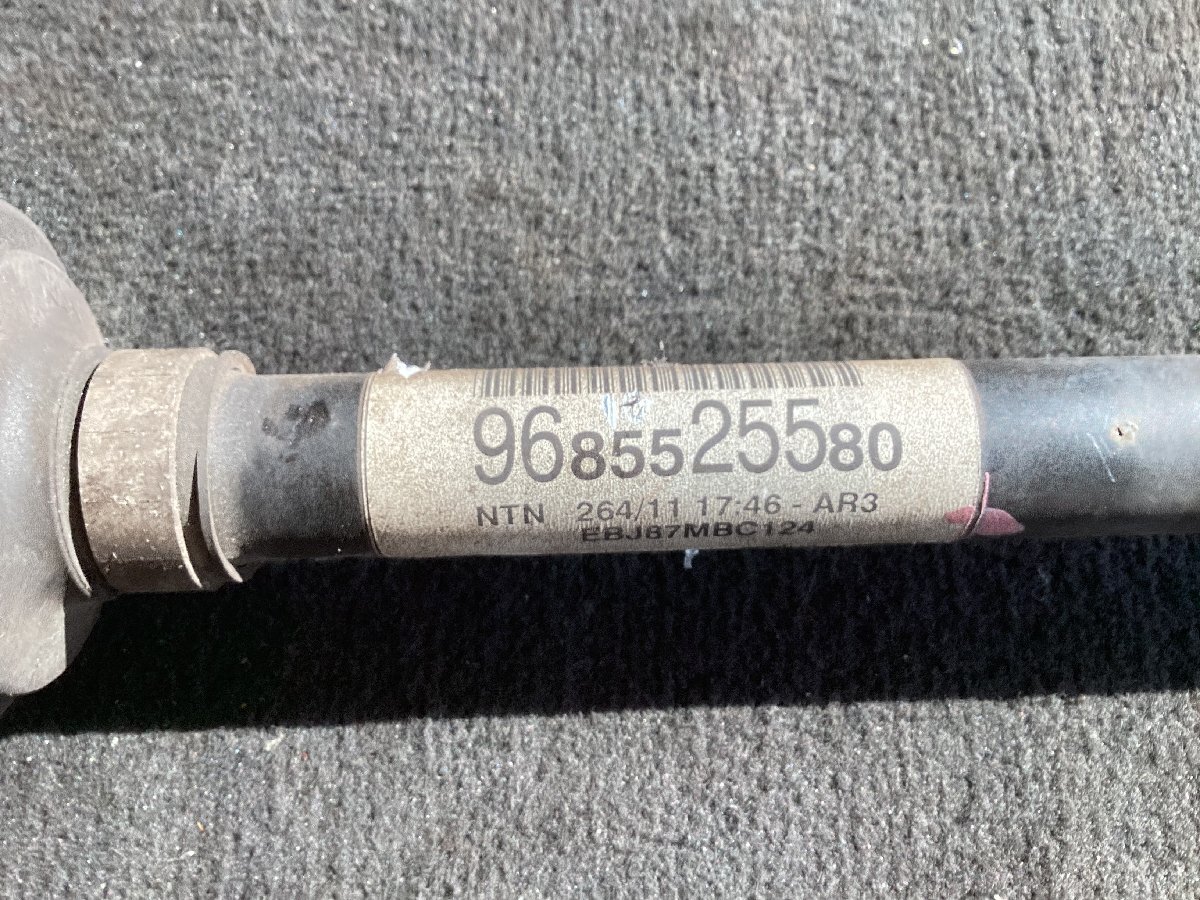 9685525580
NTN 264/11 17:46 - AR3
EBJ87MBC124